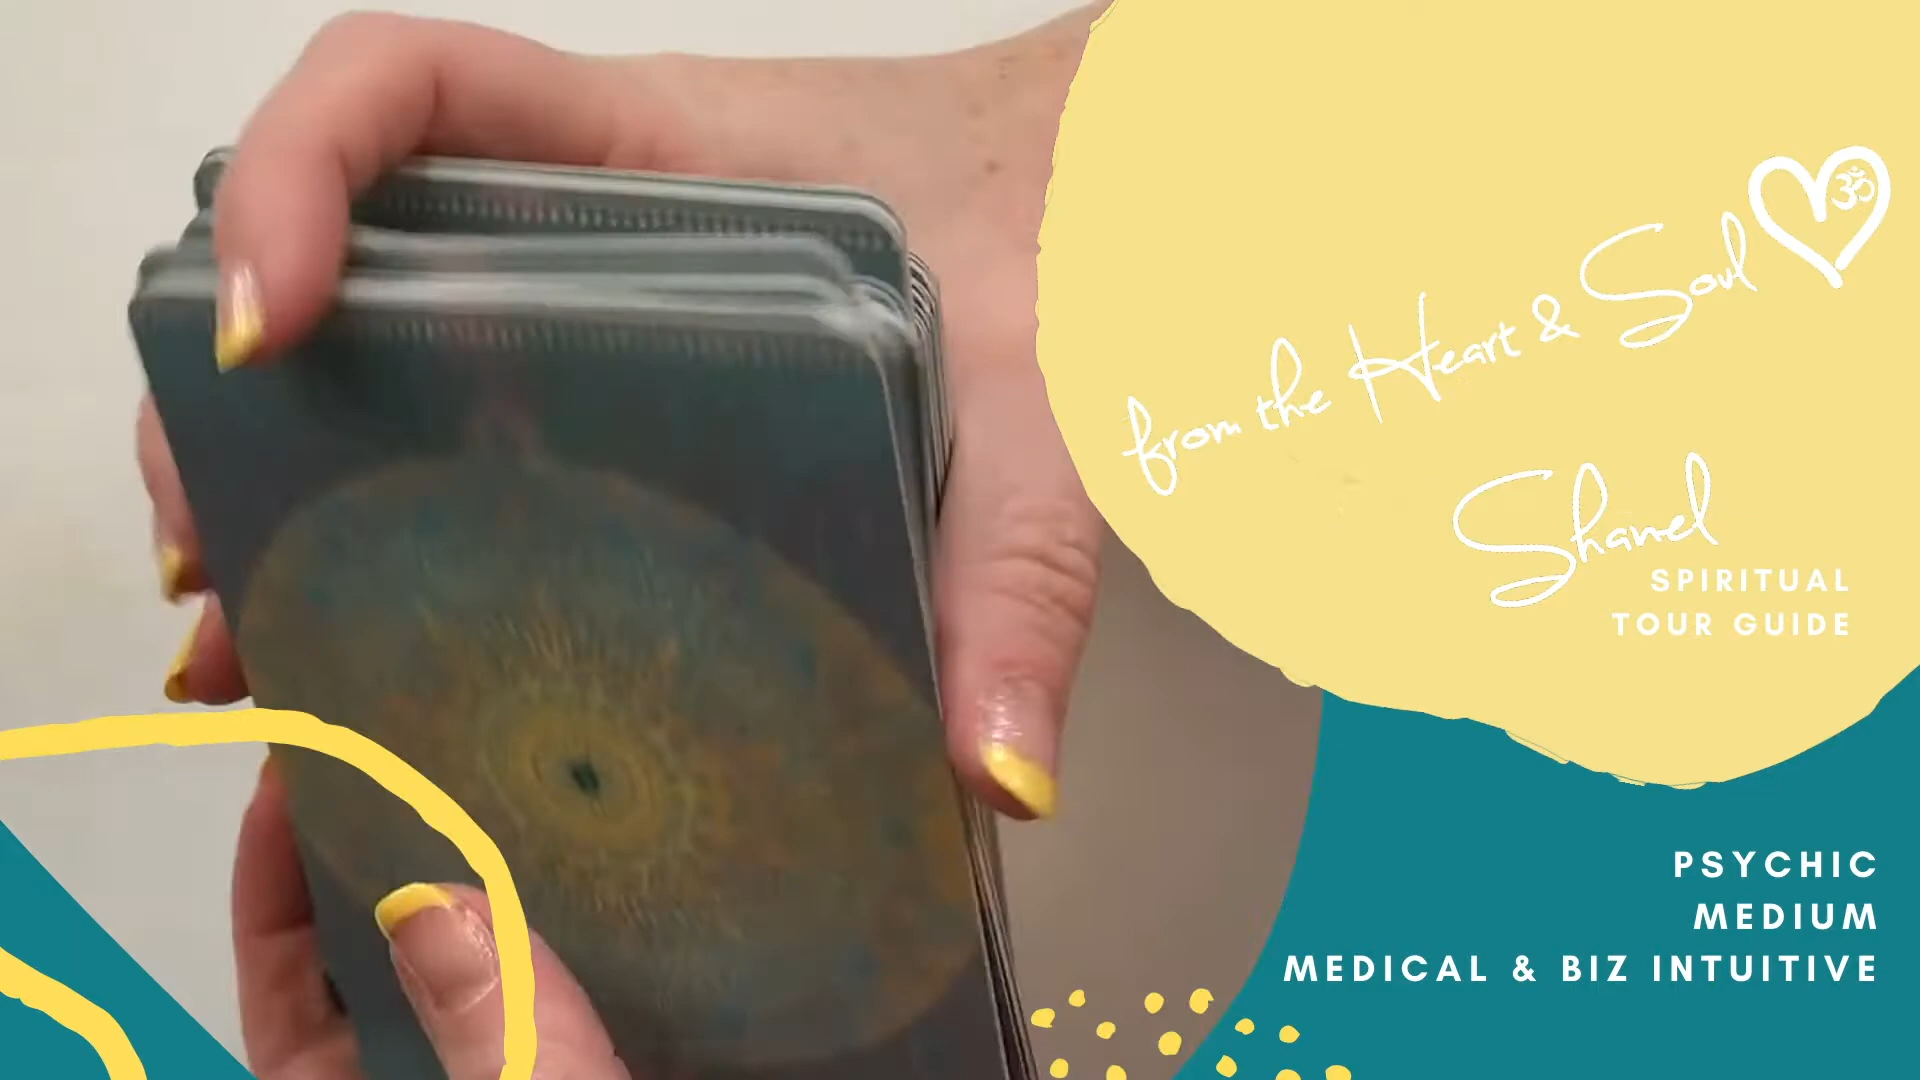 from the Heart & Soul
ॐ
Shanel
SPIRITUAL
TOUR GUIDE
PSYCHIC
MEDIUM
MEDICAL & BIZ INTUITIVE